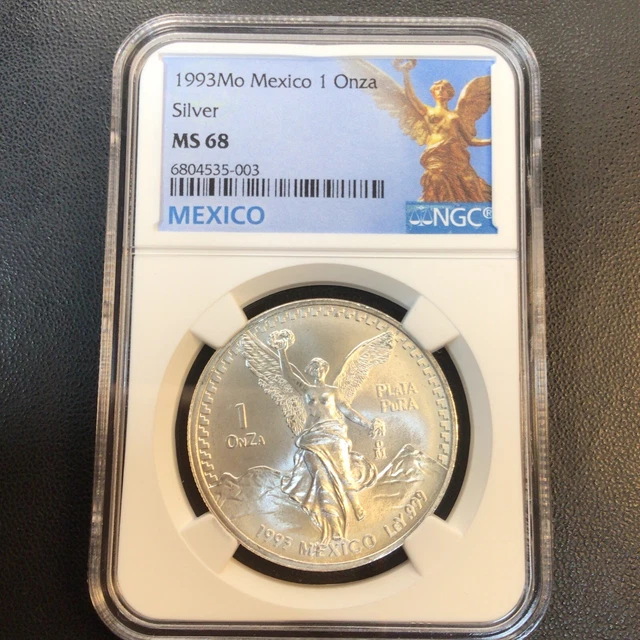 1993Mo Mexico 1 Onza
Silver
MS 68
6804535-003
MEXICO
NGC®
1
ONZA
PLATA
PURA
1993 MEXICO LEY .999